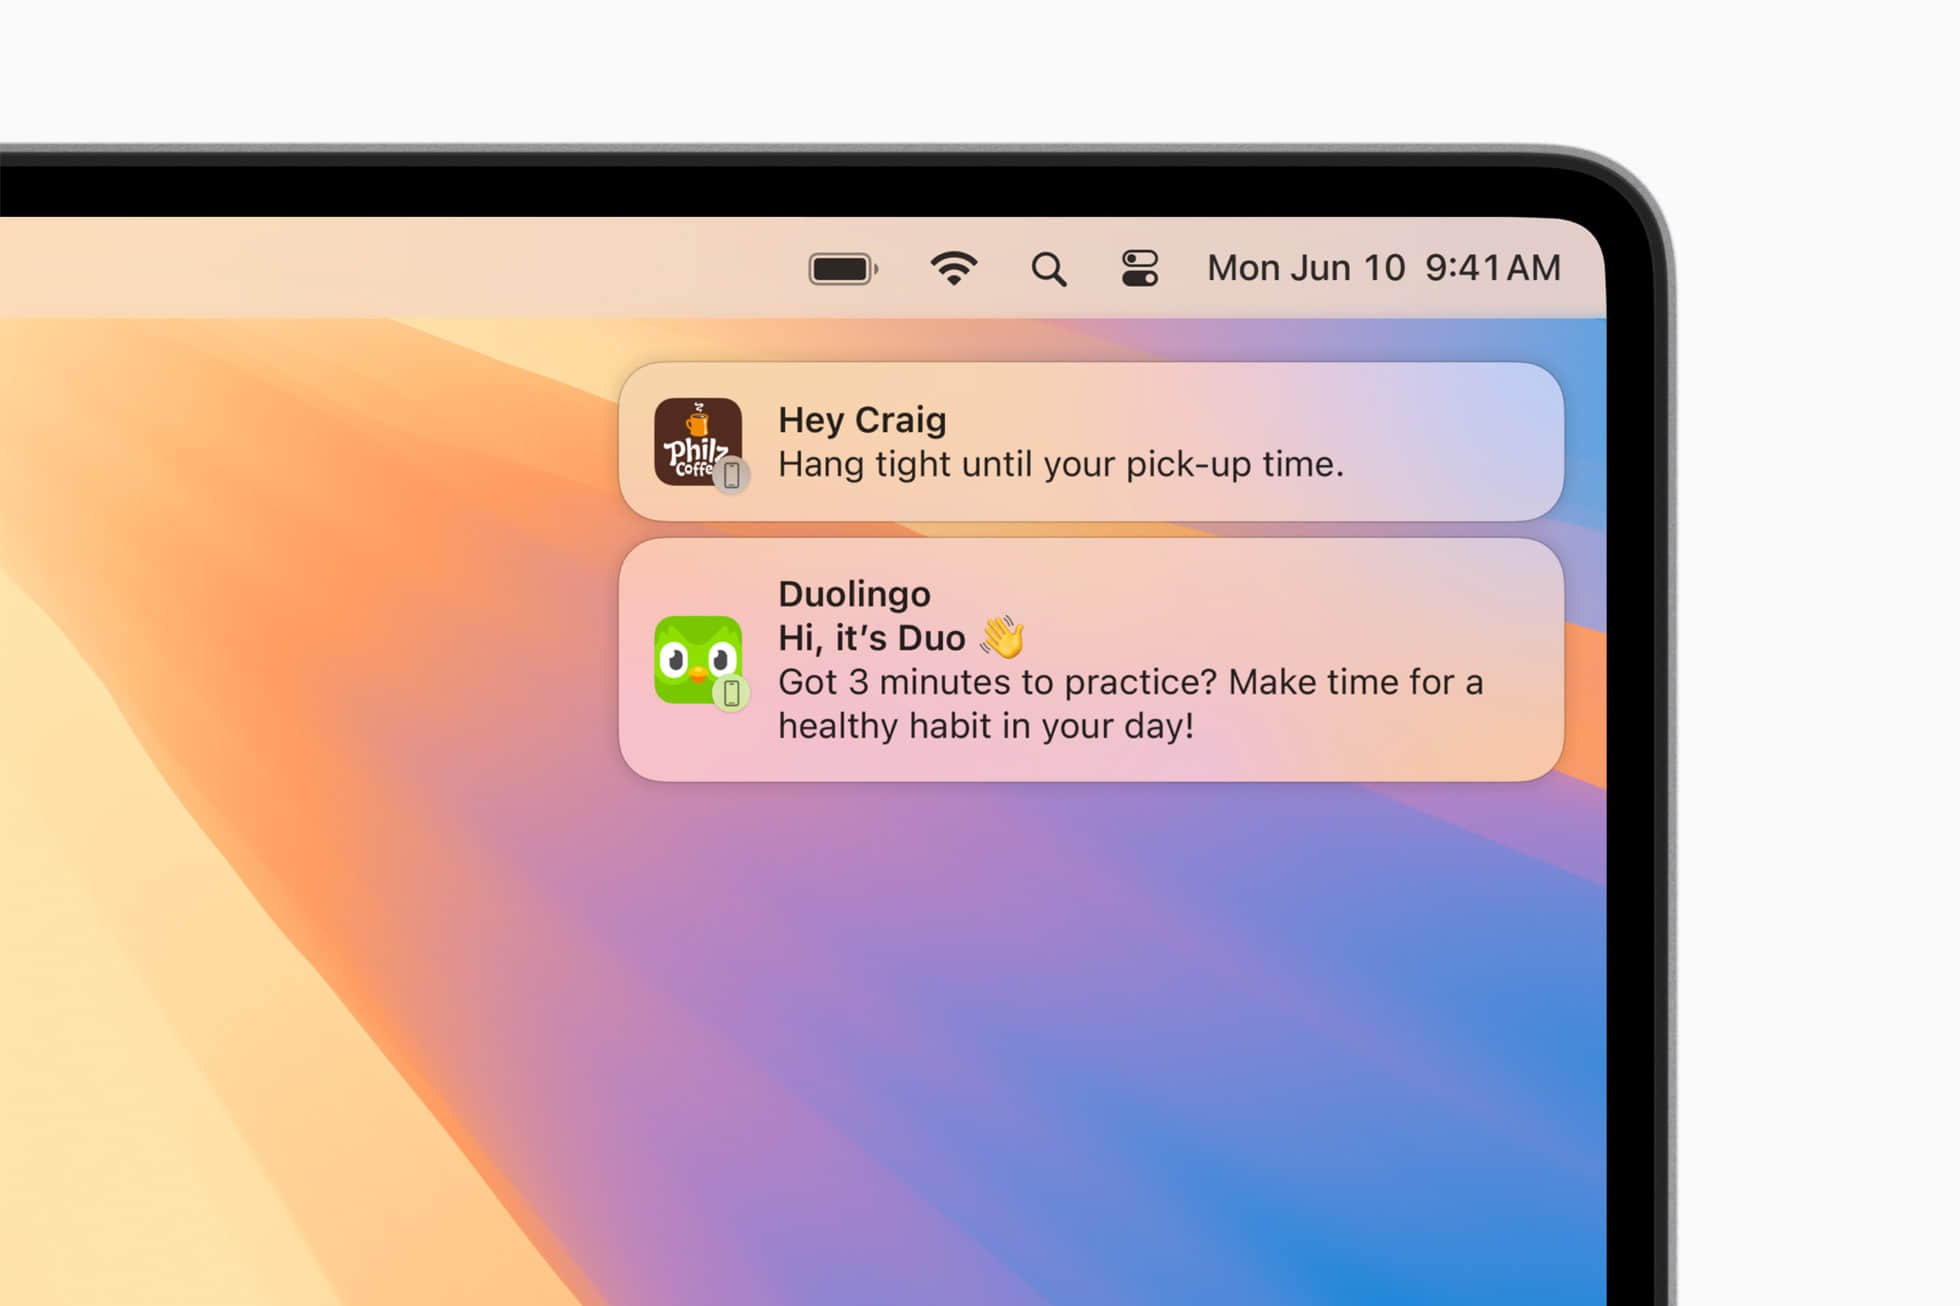 Mon Jun 10 9:41 AM
Philz
Coffee
Hey Craig
Hang tight until your pick-up time.
Duolingo
Hi, it’s Duo 👋
Got 3 minutes to practice? Make time for a
healthy habit in your day!